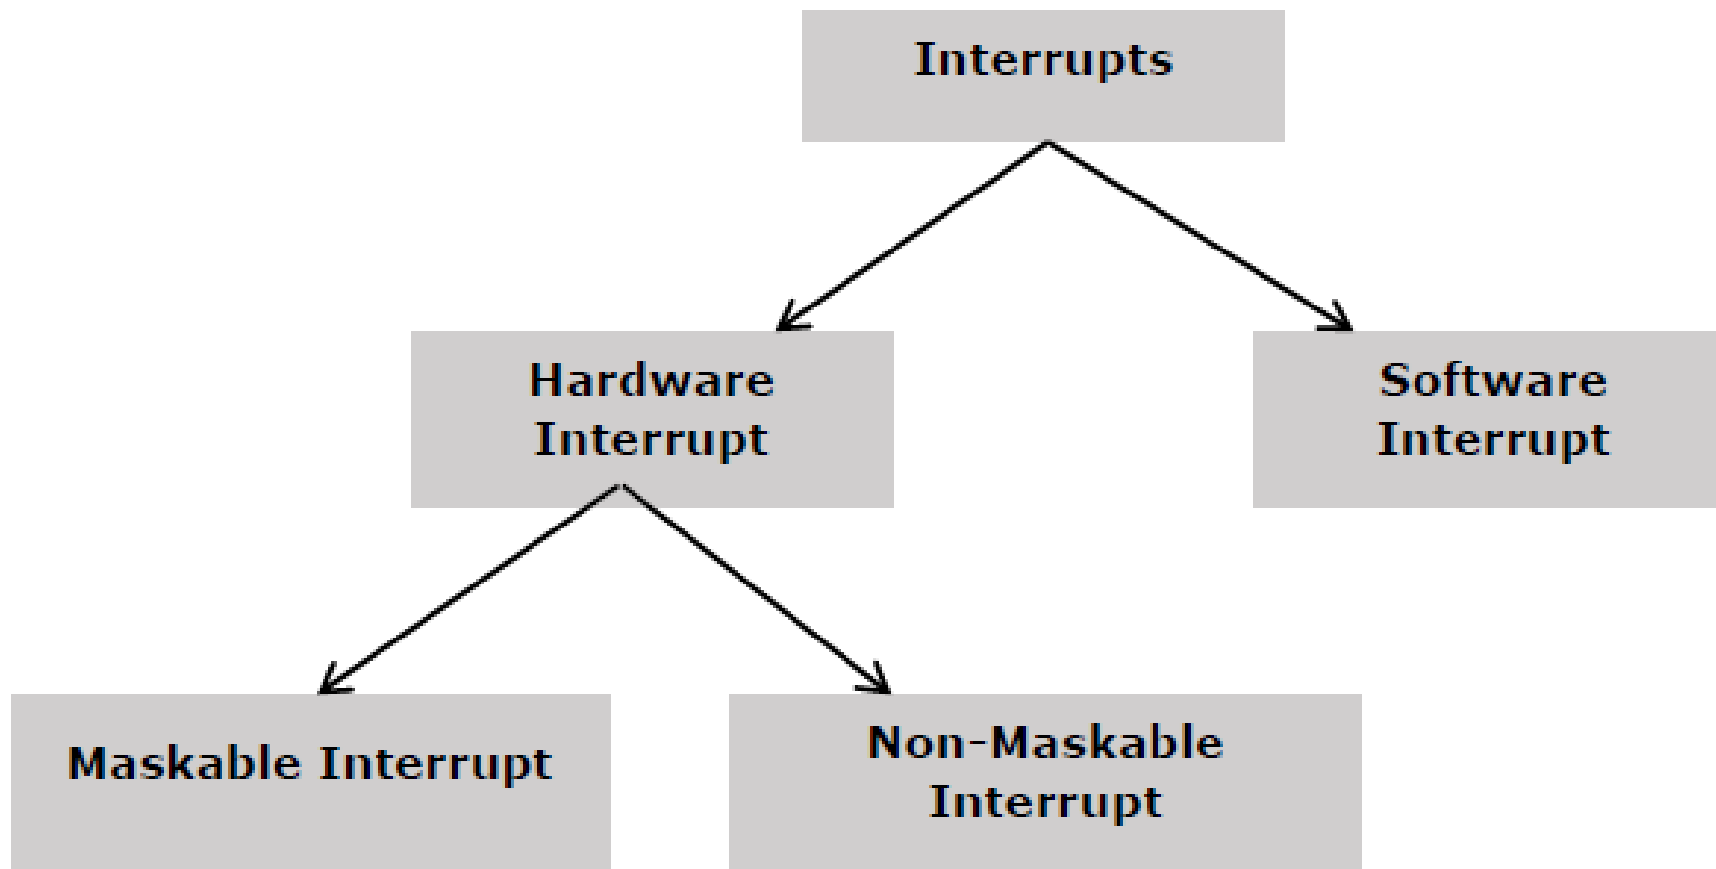 Interrupts
Hardware
Interrupt
Software
Interrupt
Maskable Interrupt
Non-Maskable
Interrupt